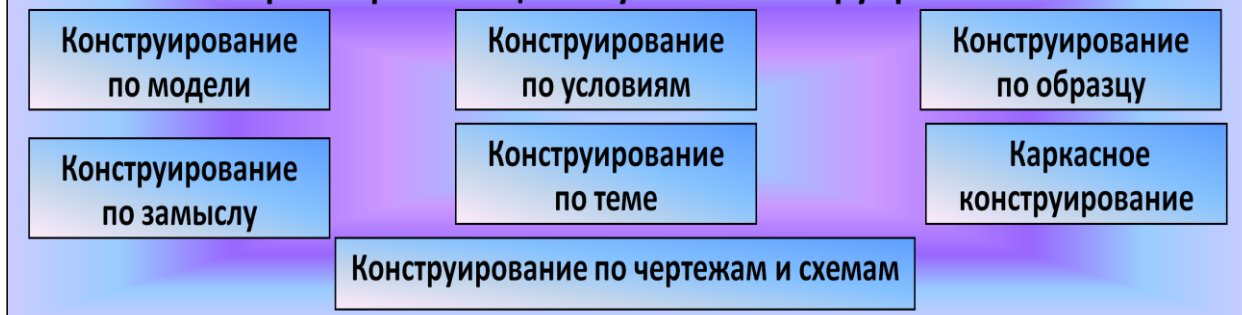 Конструирование
по модели
Конструирование
по условиям
Конструирование
по образцу
Конструирование
по замыслу
Конструирование
по теме
Каркасное
конструирование
Конструирование по чертежам и схемам